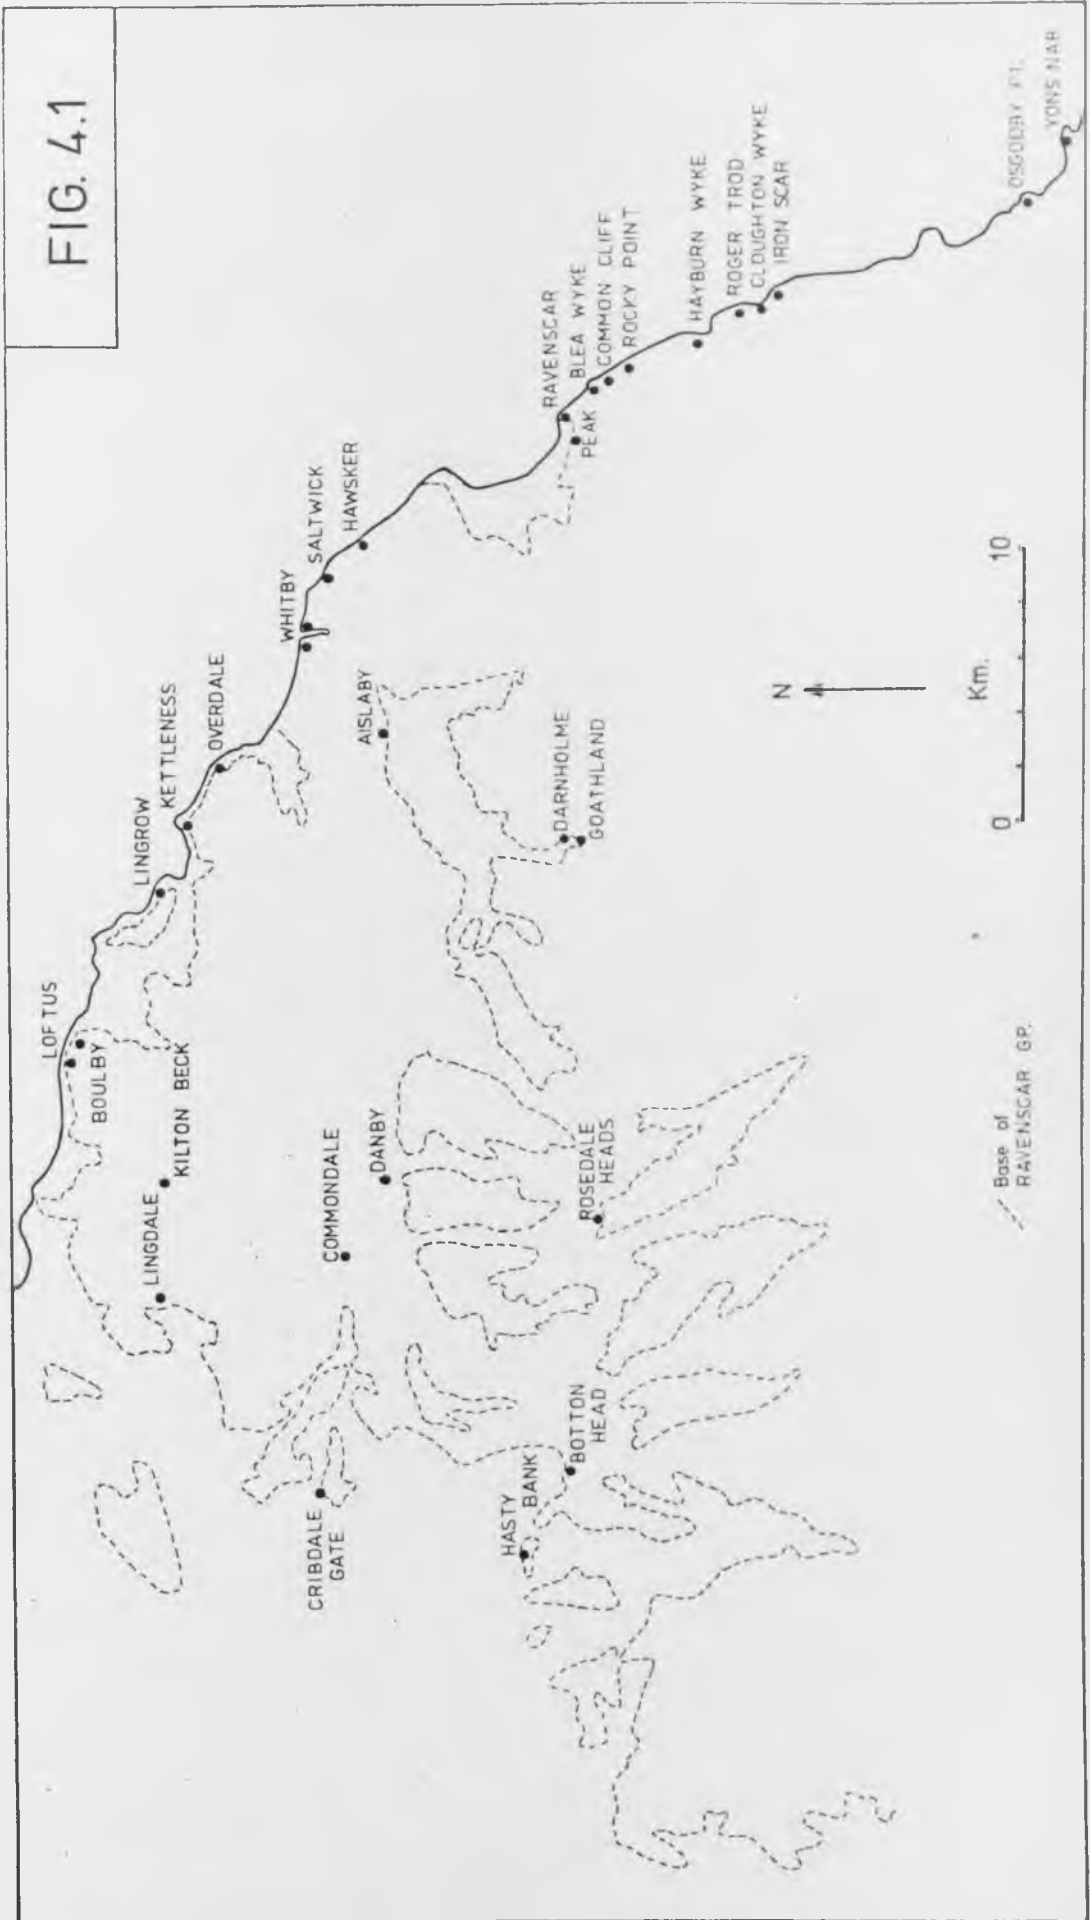 FIG. 4.1
LOFTUS
BOULBY
LINGROW
KETTLENESS
OVERDALE
LINGDALE
KILTON BECK
WHITBY
SALTWICK
HAWSKER
COMMONDALE
DANBY
AISLABY
CRIBDALE
GATE
HASTY
BANK
BOTTON
HEAD
ROSEDALE
HEADS
DARNHOLME
GOATHLAND
RAVENSCAR
PEAK
BLEA WYKE
COMMON CLIFF
ROCKY POINT
HAYBURN WYKE
ROGER TROD
CLOUGHTON WYKE
IRON SCAR
OSGODBY PT.
YONS NAB
N
Km.
0
10
Base of
RAVENSCAR GP.